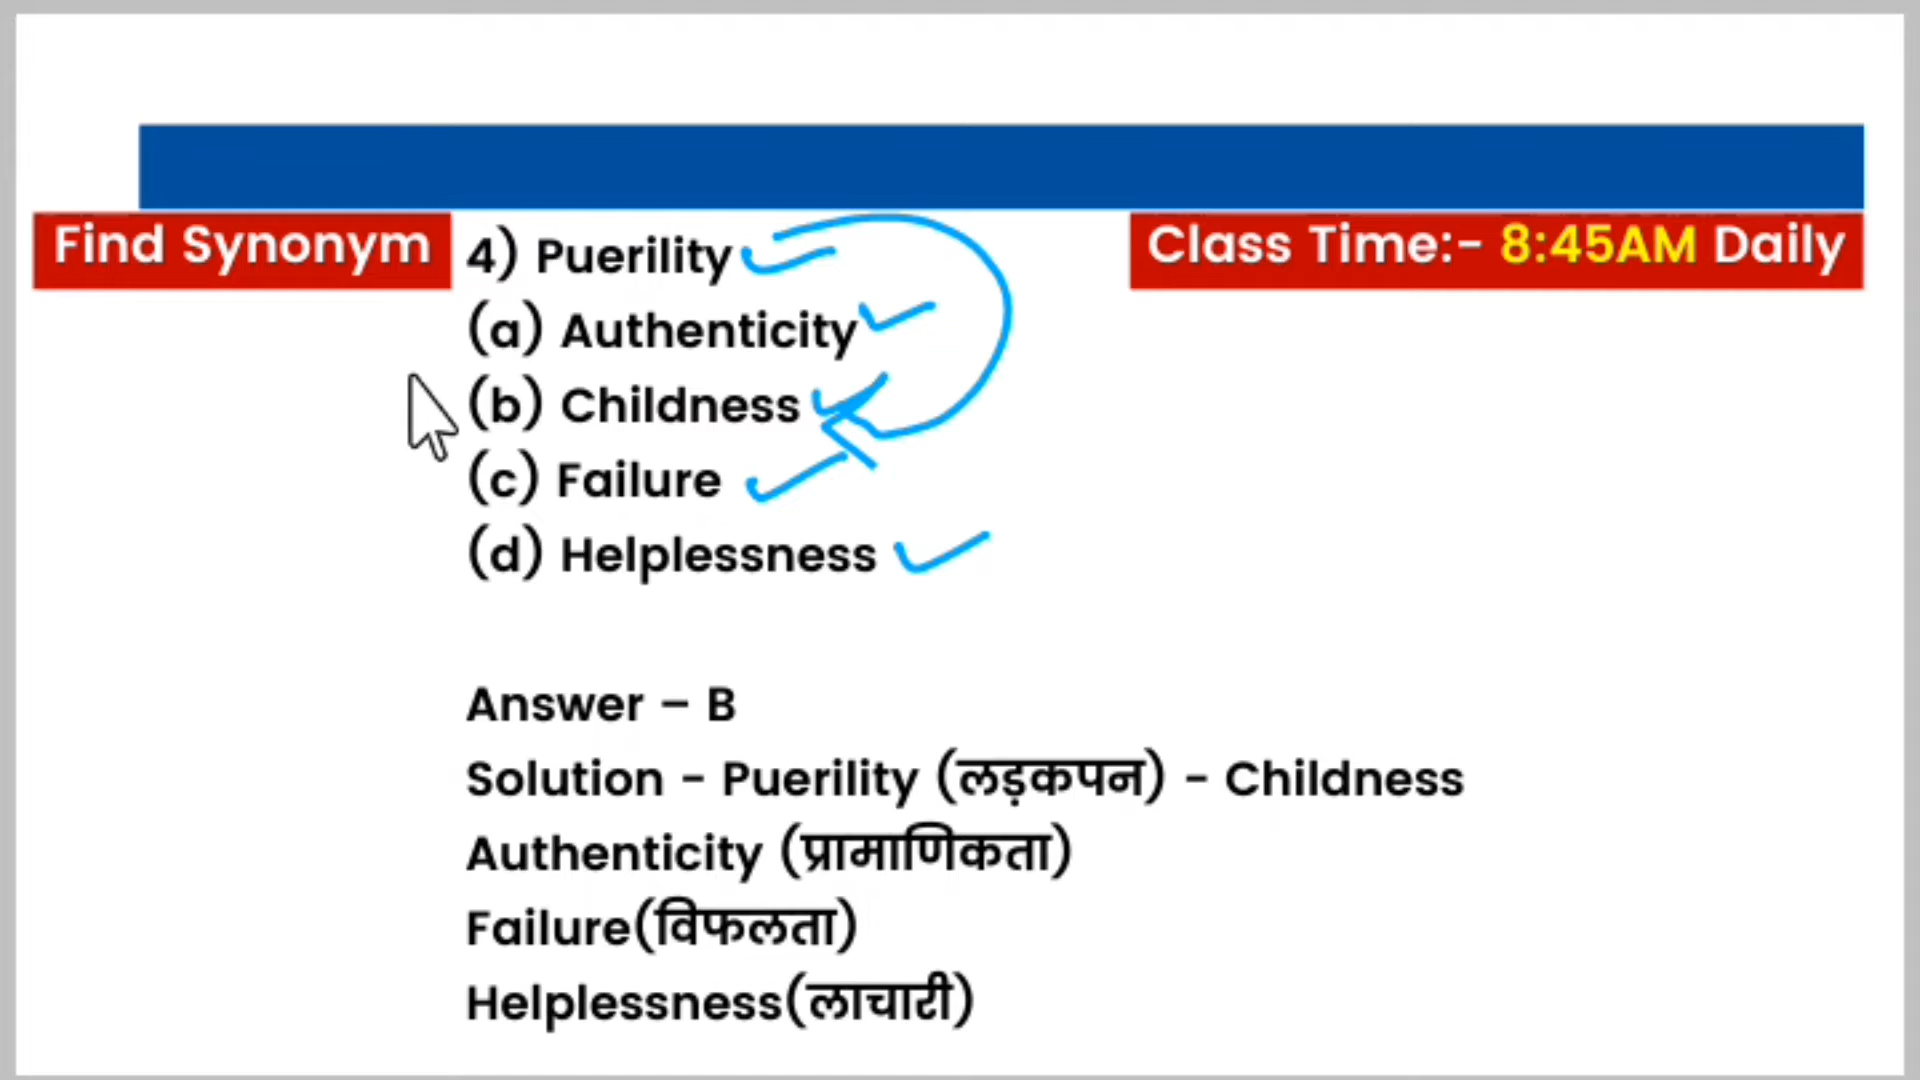 Find Synonym
4) Puerility
Class Time:- 8:45AM Daily
(a) Authenticity
(b) Childness
(c) Failure
(d) Helplessness
Answer – B
Solution - Puerility (लड़कपन) - Childness
Authenticity (प्रामाणिकता)
Failure(विफलता)
Helplessness(लाचारी)